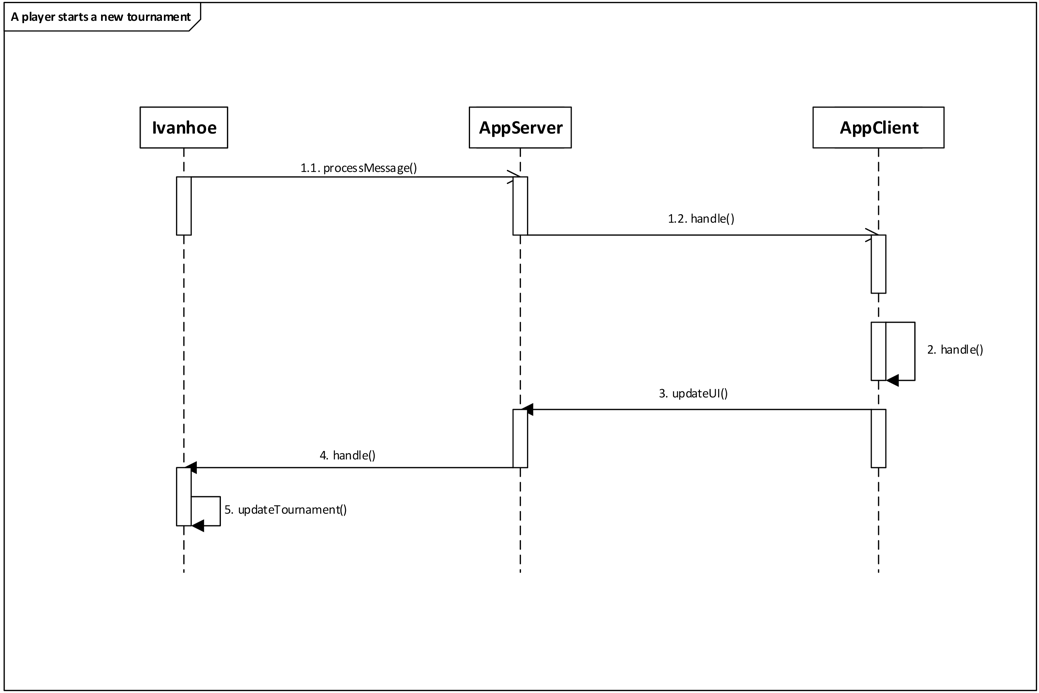 A player starts a new tournament
Ivanhoe
AppServer
AppClient
1.1. processMessage()
1.2. handle()
2. handle()
3. updateUI()
4. handle()
5. updateTournament()